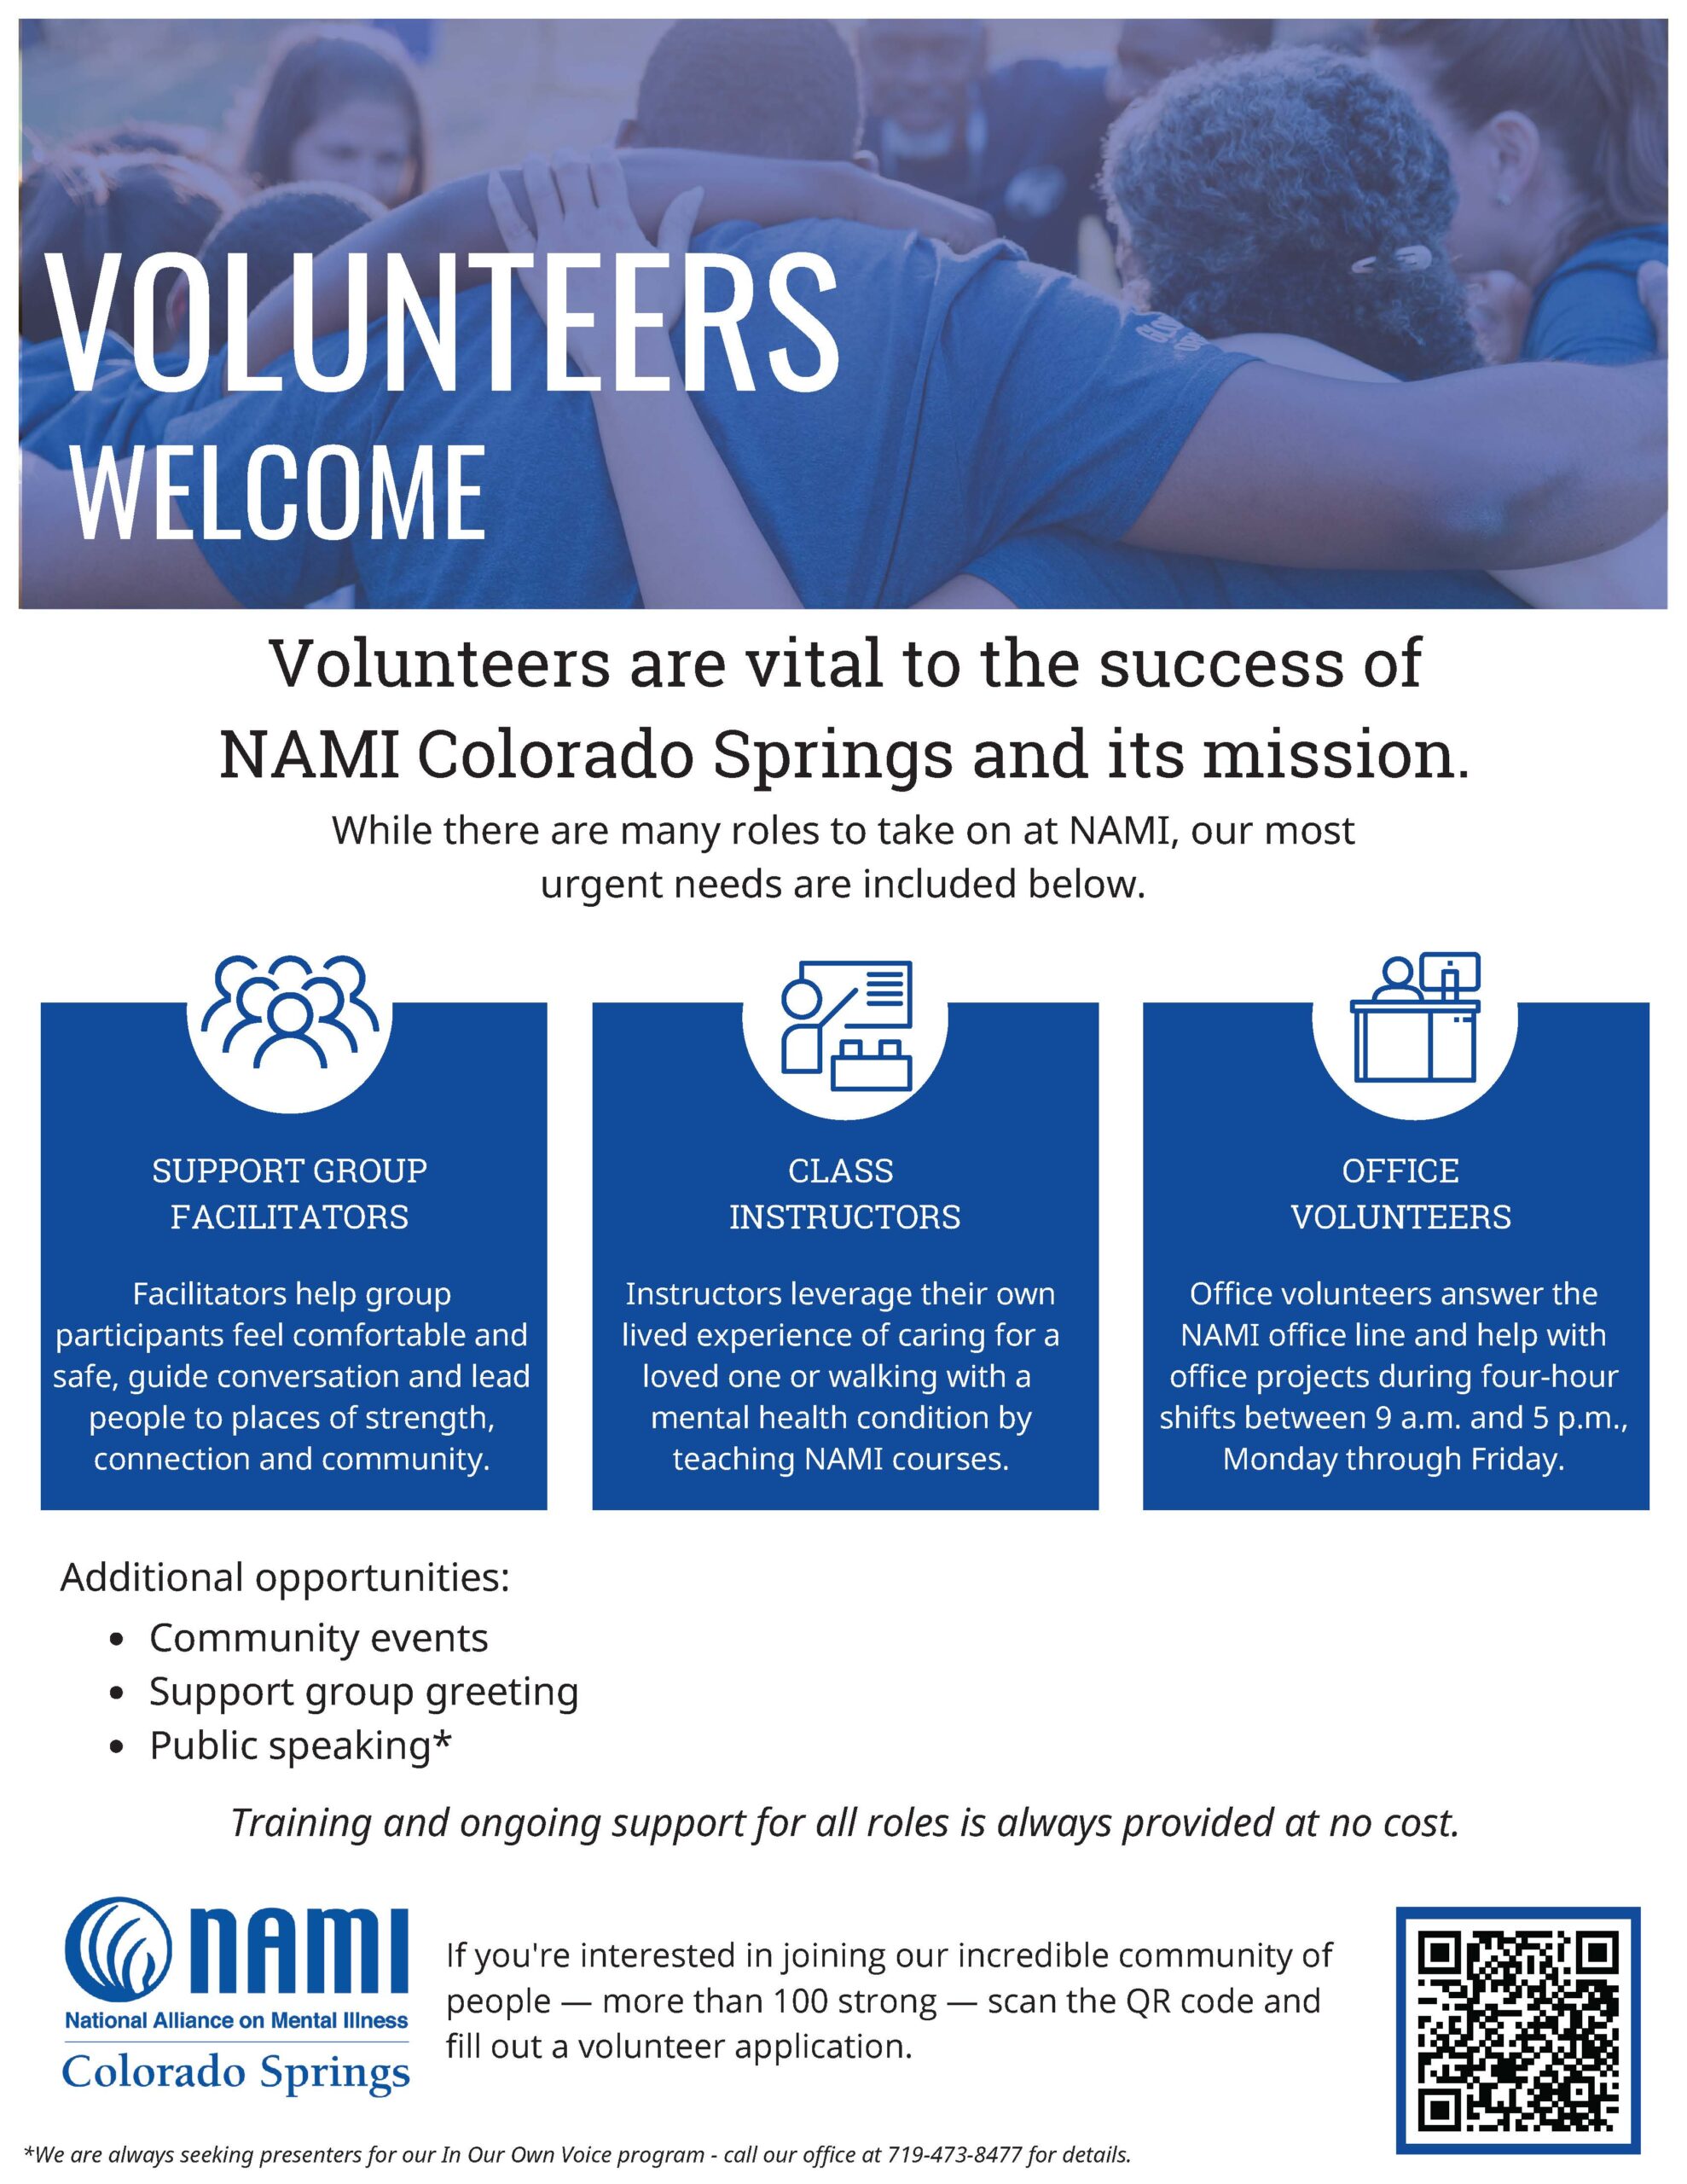 VOLUNTEERS
WELCOME
Volunteers are vital to the success of
NAMI Colorado Springs and its mission.
While there are many roles to take on at NAMI, our most
urgent needs are included below.
SUPPORT GROUP
FACILITATORS
Facilitators help group
participants feel comfortable and
safe, guide conversation and lead
people to places of strength,
connection and community.
CLASS
INSTRUCTORS
Instructors leverage their own
lived experience of caring for a
loved one or walking with a
mental health condition by
teaching NAMI courses.
OFFICE
VOLUNTEERS
Office volunteers answer the
NAMI office line and help with
office projects during four-hour
shifts between 9 a.m. and 5 p.m.,
Monday through Friday.
Additional opportunities:
• Community events
• Support group greeting
• Public speaking*
Training and ongoing support for all roles is always provided at no cost.
NAMI
National Alliance on Mental Illness
Colorado Springs
If you're interested in joining our incredible community of
people — more than 100 strong — scan the QR code and
fill out a volunteer application.
*We are always seeking presenters for our In Our Own Voice program - call our office at 719-473-8477 for details.